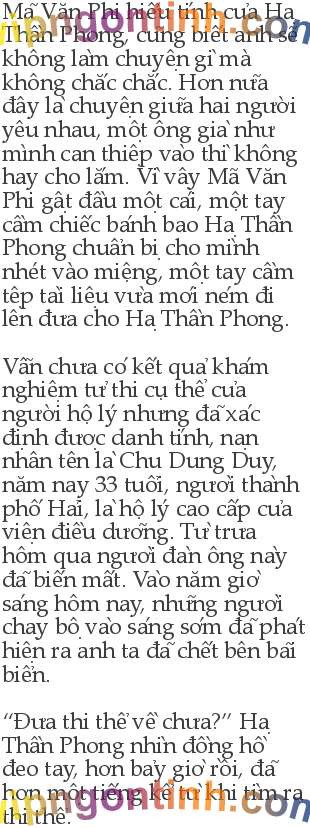 mpngontinh.com
Mã Văn Phi hiểu tính của Hạ
Thần Phong, cũng biết anh sẽ
không làm chuyện gì mà
không chắc chắc. Hơn nữa
đây là chuyện giữa hai người
yêu nhau, một ông già như
mình can thiệp vào thì không
hay cho lắm. Vì vậy Mã Văn
Phi gật đầu một cái, một tay
cầm chiếc bánh bao Hạ Thần
Phong chuẩn bị cho mình
nhét vào miệng, một tay cầm
tệp tài liệu vừa mới ném đi
lên đưa cho Hạ Thần Phong.
Vẫn chưa có kết quả khám
nghiệm tử thi cụ thể của
người hộ lý nhưng đã xác
định được danh tính, nạn
nhân tên là Chu Dung Duy,
năm nay 33 tuổi, người thành
phố Hải, là hộ lý cao cấp của
viện điều dưỡng. Từ trưa
hôm qua người đàn ông này
đã biến mất. Vào năm giờ
sáng hôm nay, những người
chạy bộ vào sáng sớm đã phát
hiện ra anh ta đã chết bên bãi
biển.
“Đưa thi thể về chưa?” Hạ
Thần Phong nhìn đồng hồ
đeo tay, hơn bảy giờ rồi, đã
hơn một tiếng kể từ khi tìm ra
thi thể.
mpngontinh.com